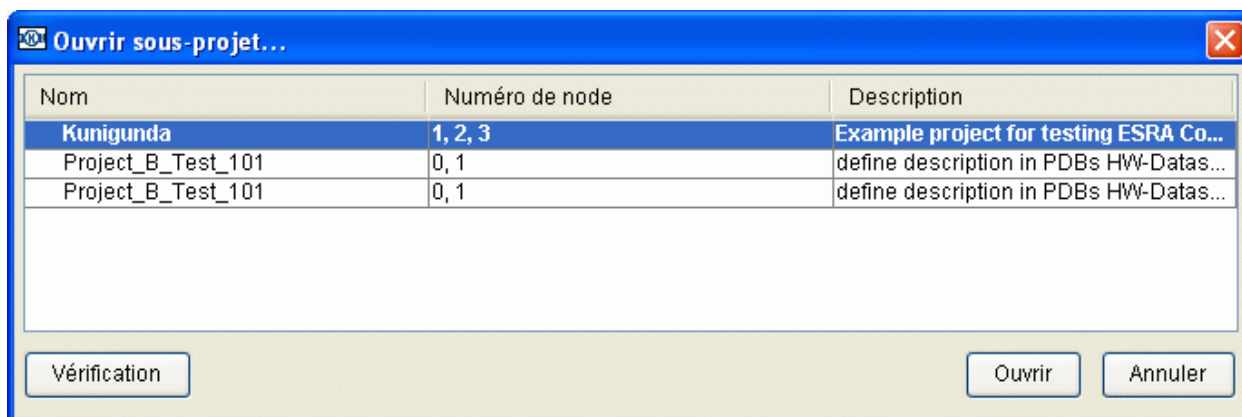 Ouvrir sous-projet...
Nom Numéro de node Description
Kunigunda 1, 2, 3 Example project for testing ESRA Co...
Project_B_Test_101 0, 1 define description in PDBs HW-Datas...
Project_B_Test_101 0, 1 define description in PDBs HW-Datas...
Vérification Ouvrir Annuler